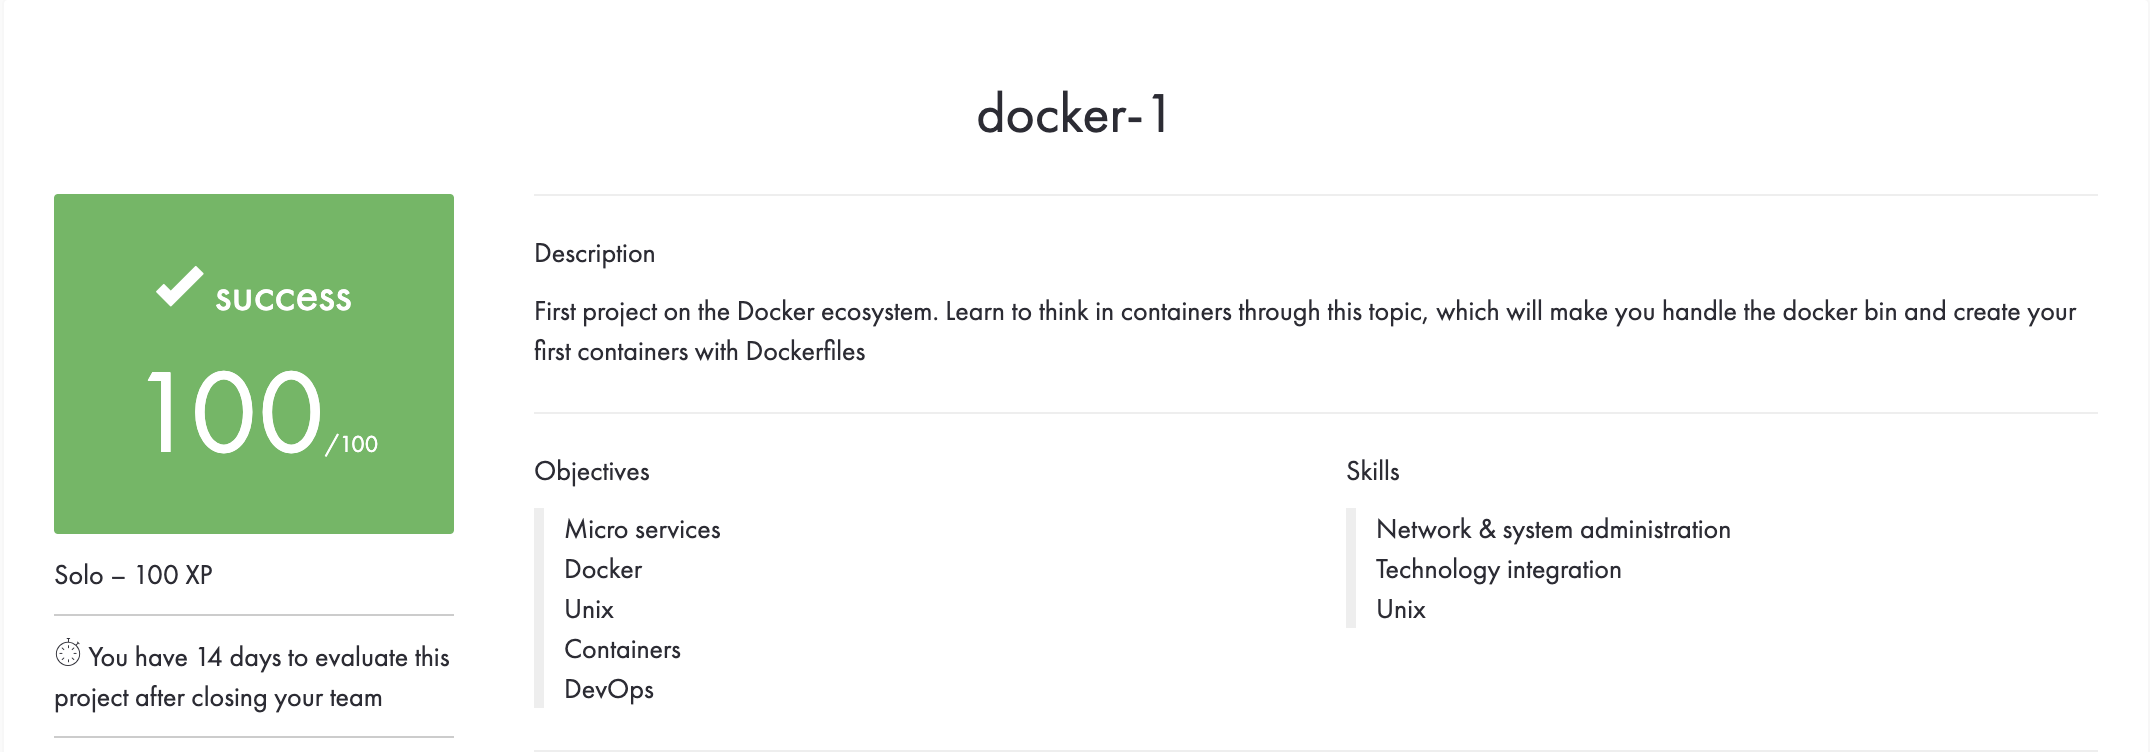 docker-1
success
100/100
Solo – 100 XP
You have 14 days to evaluate this
project after closing your team
Description
First project on the Docker ecosystem. Learn to think in containers through this topic, which will make you handle the docker bin and create your
first containers with Dockerfiles
Objectives
Micro services
Docker
Unix
Containers
DevOps
Skills
Network & system administration
Technology integration
Unix